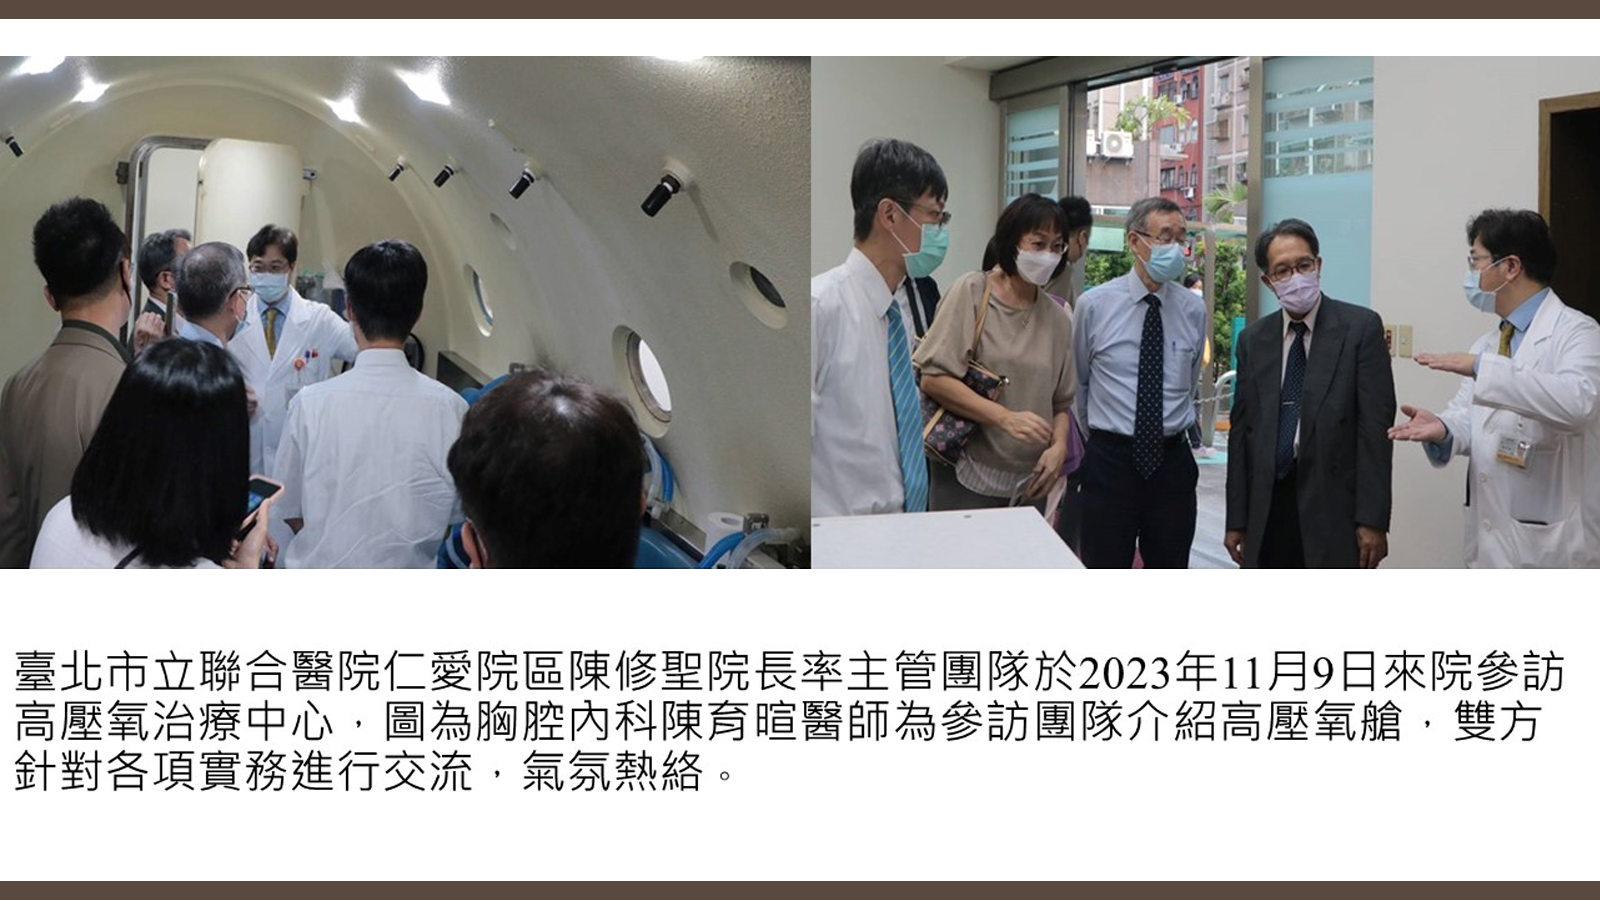 臺北市立聯合醫院仁愛院區陳修聖院長率主管團隊於2023年11月9日來院參訪
高壓氧治療中心，圖為胸腔內科陳育暄醫師為參訪團隊介紹高壓氧艙，雙方
針對各項實務進行交流，氣氛熱絡。